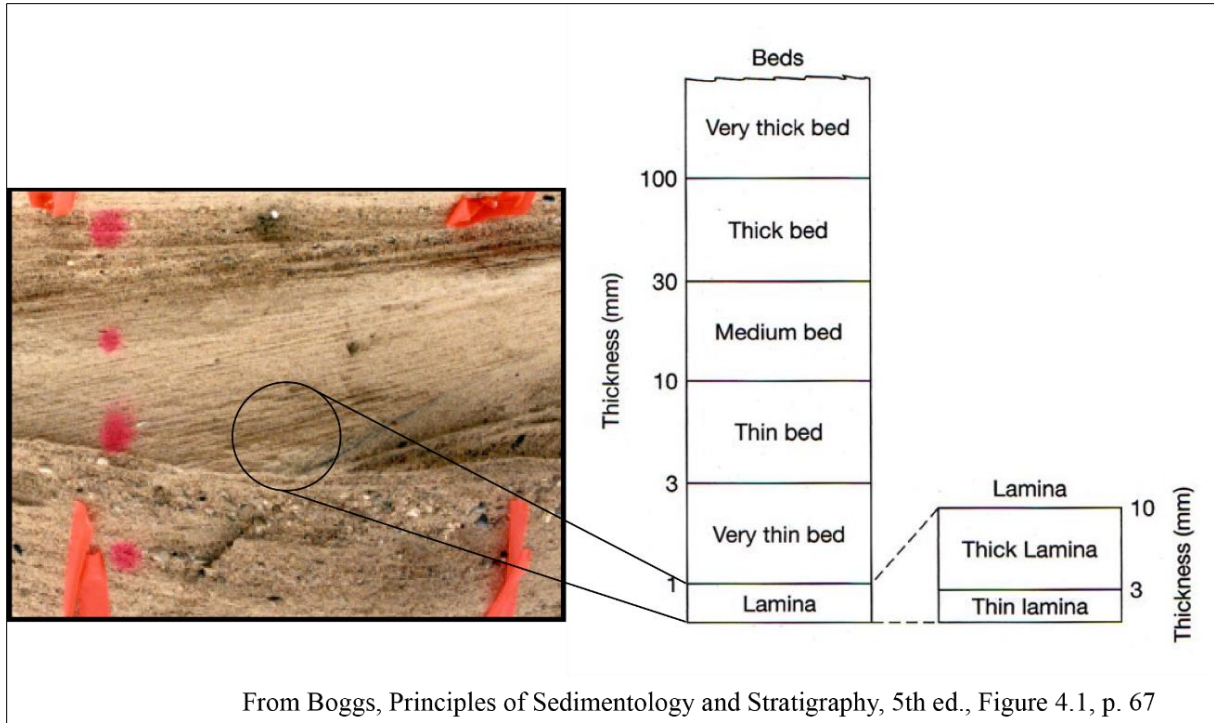 Beds
Very thick bed
100
Thick bed
30
Medium bed
10
Thin bed
3
Very thin bed
1
Lamina
Thickness (mm)
Lamina
10
Thick Lamina
3
Thin lamina
Thickness (mm)
From Boggs, Principles of Sedimentology and Stratigraphy, 5th ed., Figure 4.1, p. 67